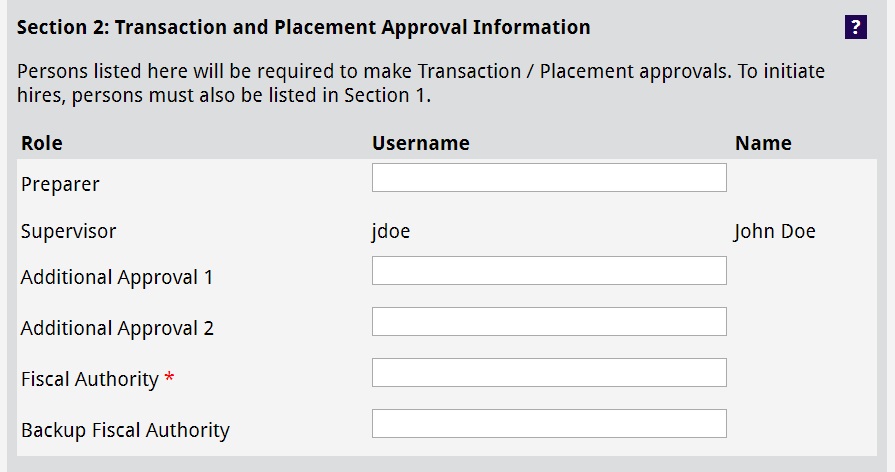 Section 2: Transaction and Placement Approval Information ?
Persons listed here will be required to make Transaction / Placement approvals. To initiate
hires, persons must also be listed in Section 1.
Role Username Name
Preparer
Supervisor jdoe John Doe
Additional Approval 1
Additional Approval 2
Fiscal Authority *
Backup Fiscal Authority